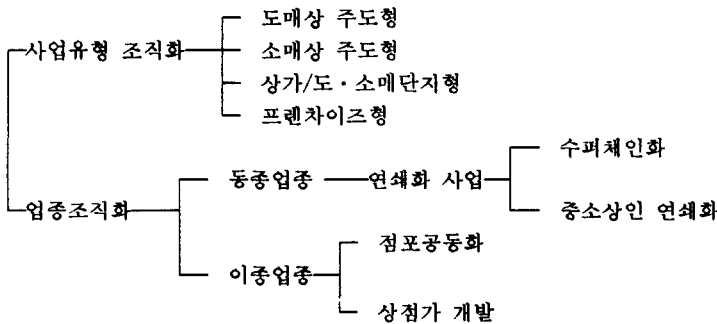 도매상 주도형
사업유형 조직화
소매상 주도형
상가/도·소매단지형
프렌차이즈형
수퍼체인화
동종업종
연쇄화 사업
업종조직화
중소상인 연쇄화
점포공동화
이종업종
상점가 개발